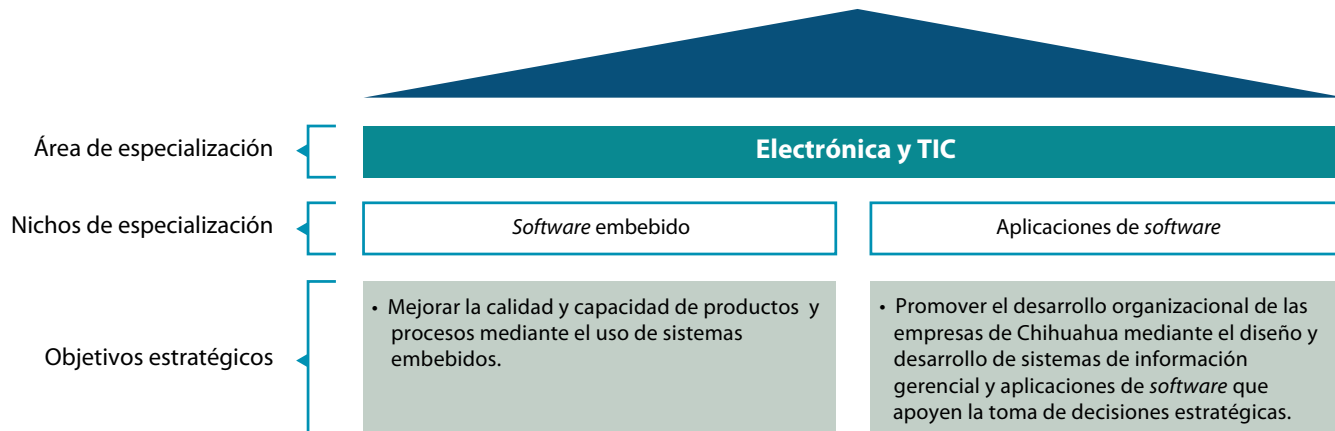 Área de especialización
Electrónica y TIC
Nichos de especialización
Software embebido
Aplicaciones de software
Objetivos estratégicos
• Mejorar la calidad y capacidad de productos y
procesos mediante el uso de sistemas
embebidos.
• Promover el desarrollo organizacional de las
empresas de Chihuahua mediante el diseño y
desarrollo de sistemas de información
gerencial y aplicaciones de software que
apoyen la toma de decisiones estratégicas.